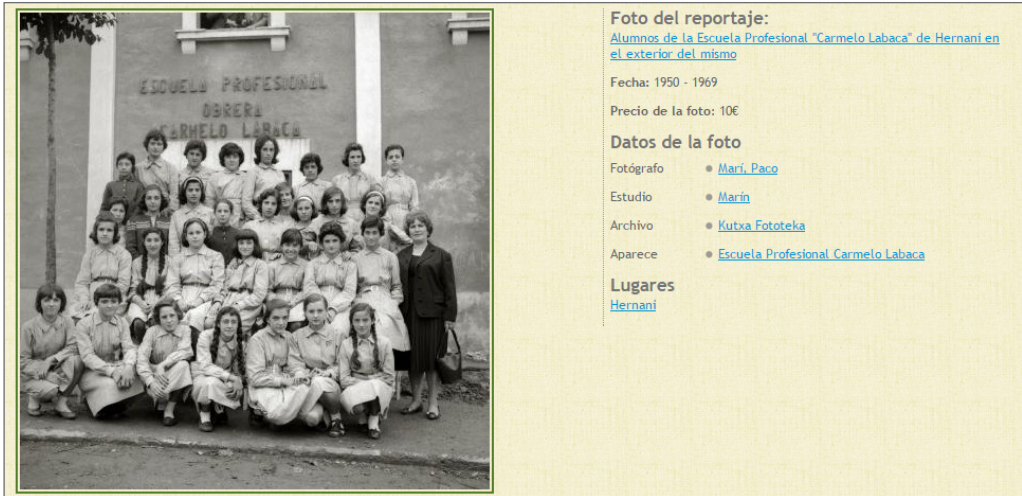 ESCUELA PROFESIONAL
OBRERA
CARMELO LABACA
Foto del reportaje:
Alumnos de la Escuela Profesional "Carmelo Labaca" de Hernani en
el exterior del mismo
Fecha: 1950 - 1969
Precio de la foto: 10€
Datos de la foto
Fotógrafo • Marí, Paco
Estudio • Marín
Archivo • Kutxa Fototeka
Aparece • Escuela Profesional Carmelo Labaca
Lugares
Hernani